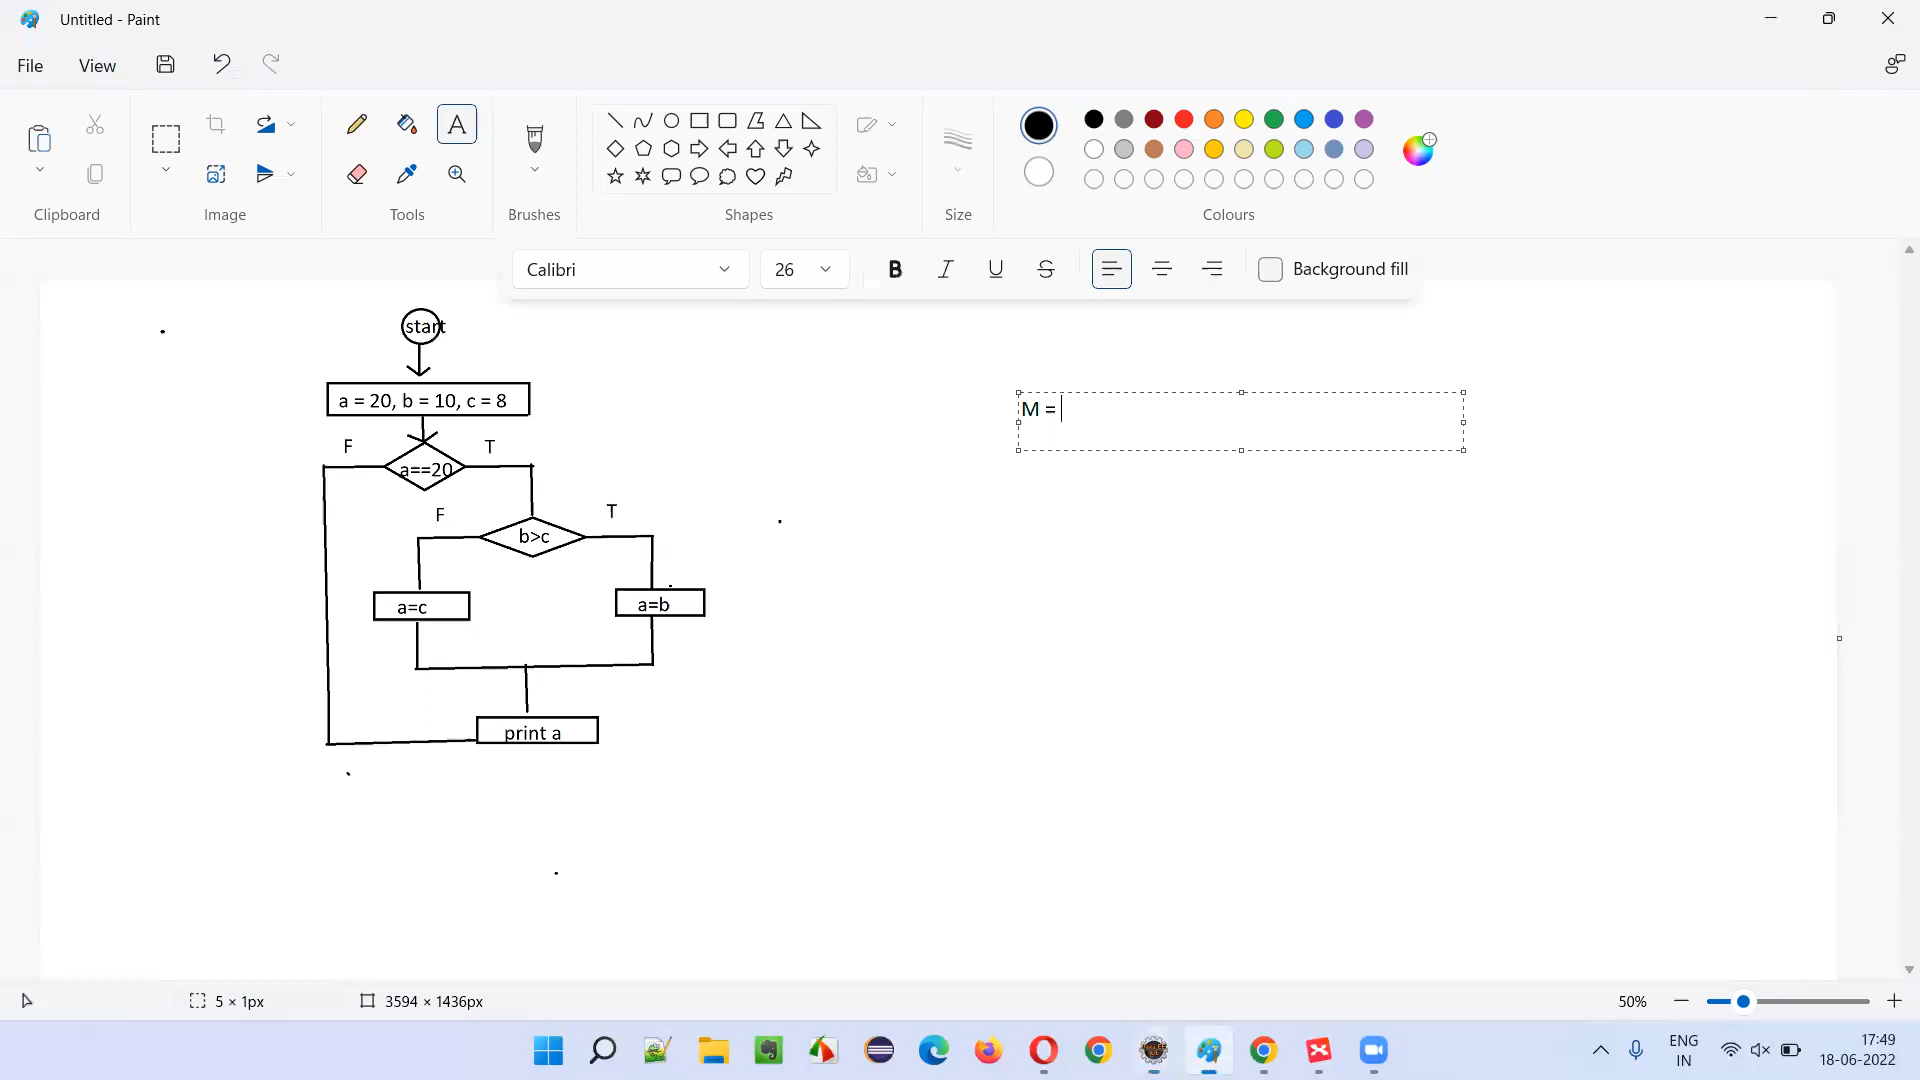 Untitled - Paint
File View
Clipboard Image Tools Brushes Shapes Size Colours
Calibri 26 B I U S Background fill
start
a = 20, b = 10, c = 8
M =
F T
a==20
F T
b>c
a=c a=b
print a
5 × 1px 3594 × 1436px 50%
ENG 17:49
IN 18-06-2022